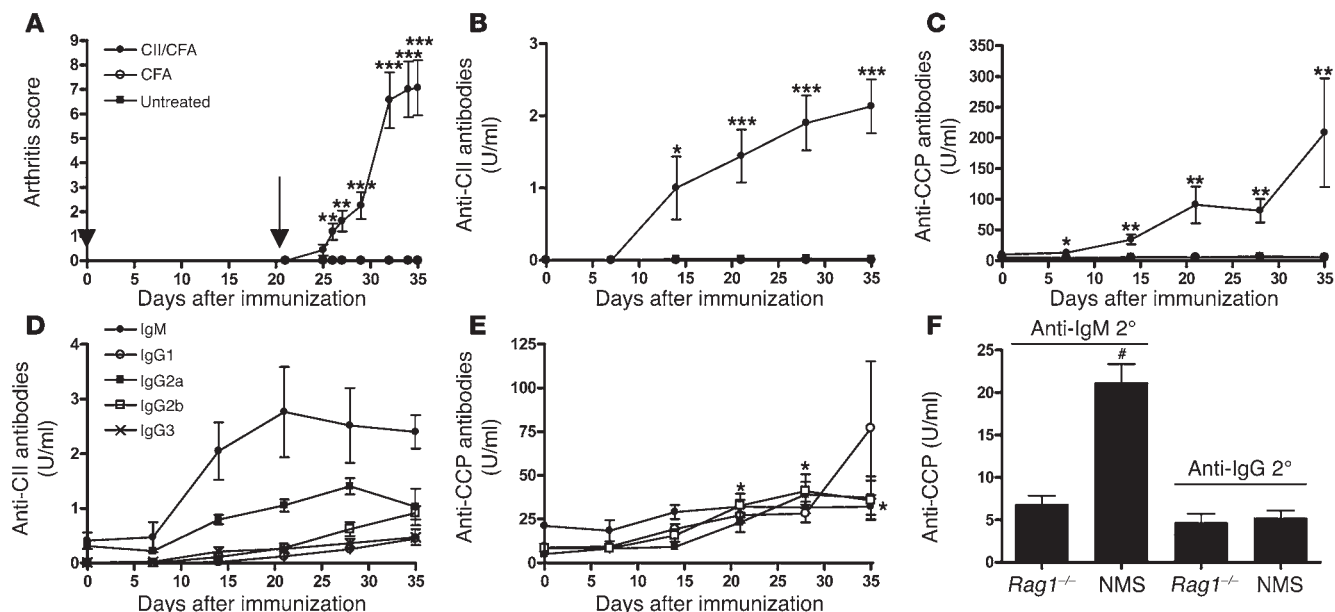 A
9
8
7
6
5
4
3
2
1
0
Arthritis score
CII/CFA
CFA
Untreated
**
**
***
***
***
***
0 5 10 15 20 25 30 35
Days after immunization
B
3
2
1
0
Anti-CII antibodies
(U/ml)
*
***
***
***
0 5 10 15 20 25 30 35
Days after immunization
C
350
300
250
200
150
100
50
0
Anti-CCP antibodies
(U/ml)
*
**
**
**
**
0 5 10 15 20 25 30 35
Days after immunization
D
4
3
2
1
0
Anti-CII antibodies
(U/ml)
IgM
IgG1
IgG2a
IgG2b
IgG3
0 5 10 15 20 25 30 35
Days after immunization
E
125
100
75
50
25
0
Anti-CCP antibodies
(U/ml)
*
*
*
0 5 10 15 20 25 30 35
Days after immunization
F
Anti-IgM 2°
#
Anti-IgG 2°
25
20
15
10
5
0
Anti-CCP (U/ml)
Rag1–/– NMS Rag1–/– NMS